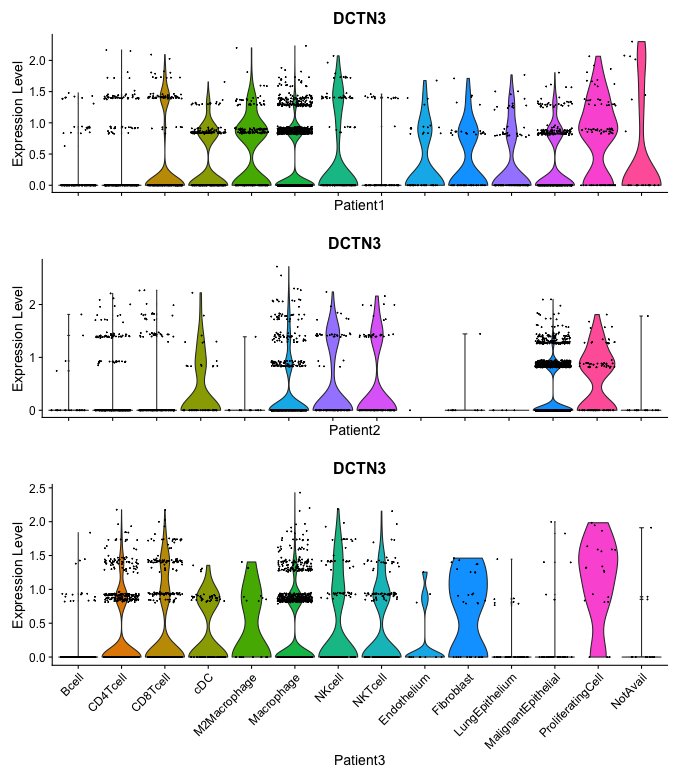 DCTN3
Expression Level
2.0
1.5
1.0
0.5
0.0
Patient1
DCTN3
Expression Level
2
1
0
Patient2
DCTN3
Expression Level
2.5
2.0
1.5
1.0
0.5
0.0
Bcell
CD4Tcell
CD8Tcell
cDC
M2Macrophage
Macrophage
NKcell
NKTcell
Endothelium
Fibroblast
LungEpithelium
MalignantEpithelial
ProliferatingCell
NotAvail
Patient3